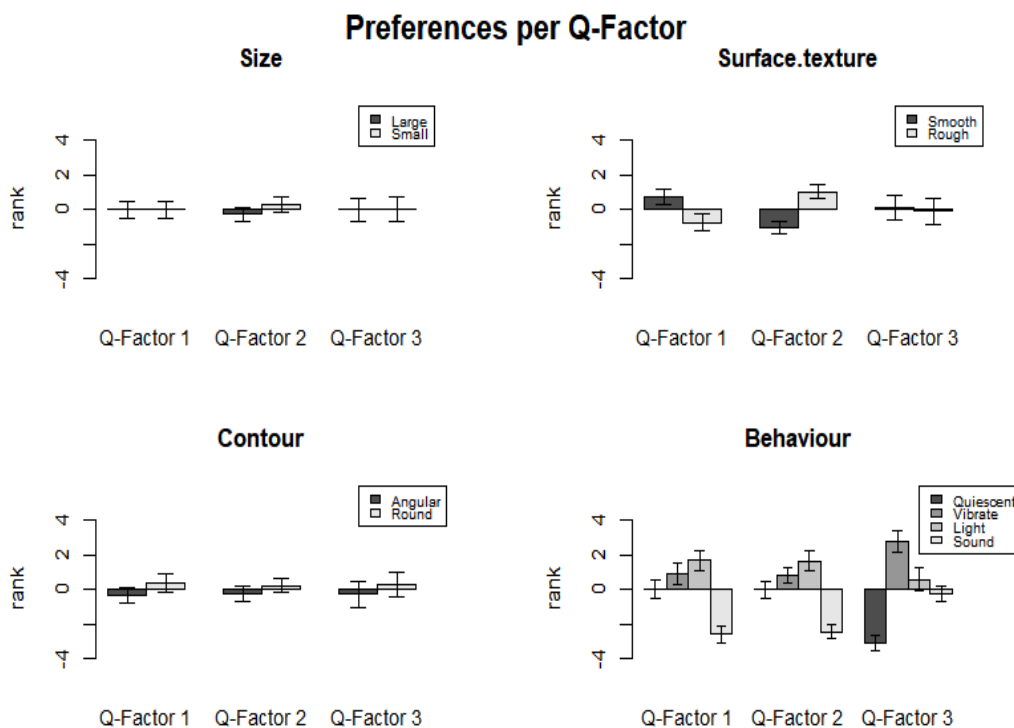 Preferences per Q-Factor
Size
Large
Small
rank
4
2
0
-4
Q-Factor 1 Q-Factor 2 Q-Factor 3
Surface.texture
Smooth
Rough
rank
4
2
0
-4
Q-Factor 1 Q-Factor 2 Q-Factor 3
Contour
Angular
Round
rank
4
2
0
-4
Q-Factor 1 Q-Factor 2 Q-Factor 3
Behaviour
Quiescent
Vibrate
Light
Sound
rank
4
2
0
-4
Q-Factor 1 Q-Factor 2 Q-Factor 3